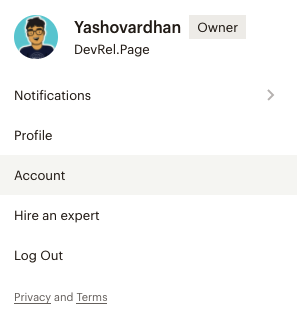 Yashovardhan Owner
DevRel.Page
Notifications
Profile
Account
Hire an expert
Log Out
Privacy and Terms